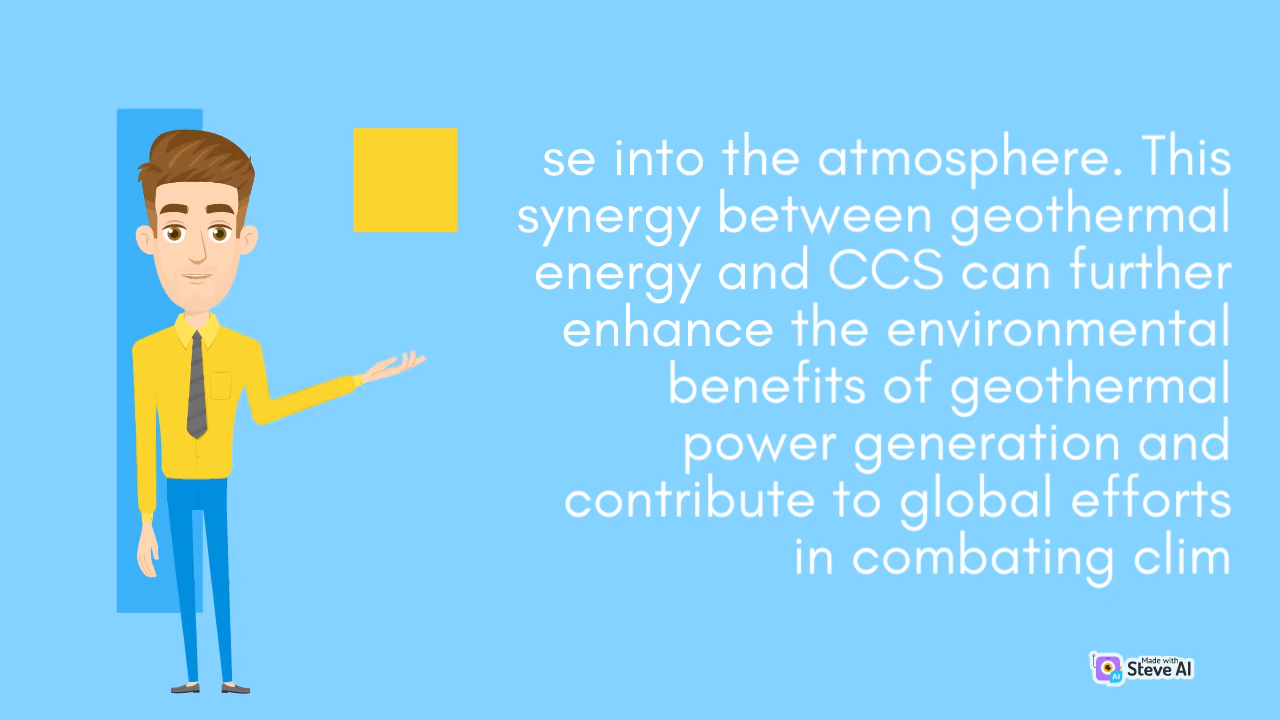 se into the atmosphere. This
synergy between geothermal
energy and CCS can further
enhance the environmental
benefits of geothermal
power generation and
contribute to global efforts
in combating clim
Made with
Steve AI
AI